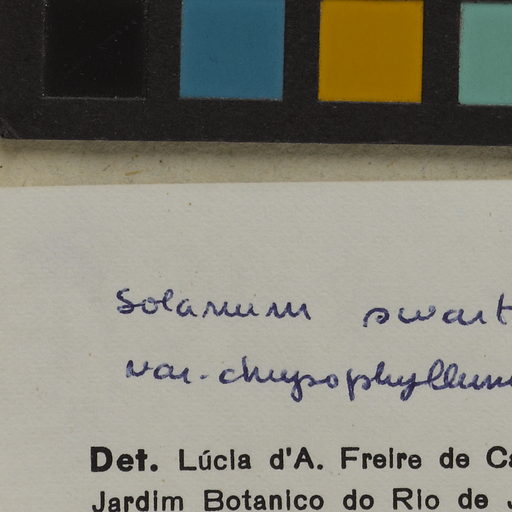 Solanum swart
var. chrysophyllum
Det. Lúcia d'A. Freire de Ca
Jardim Botanico do Rio de J